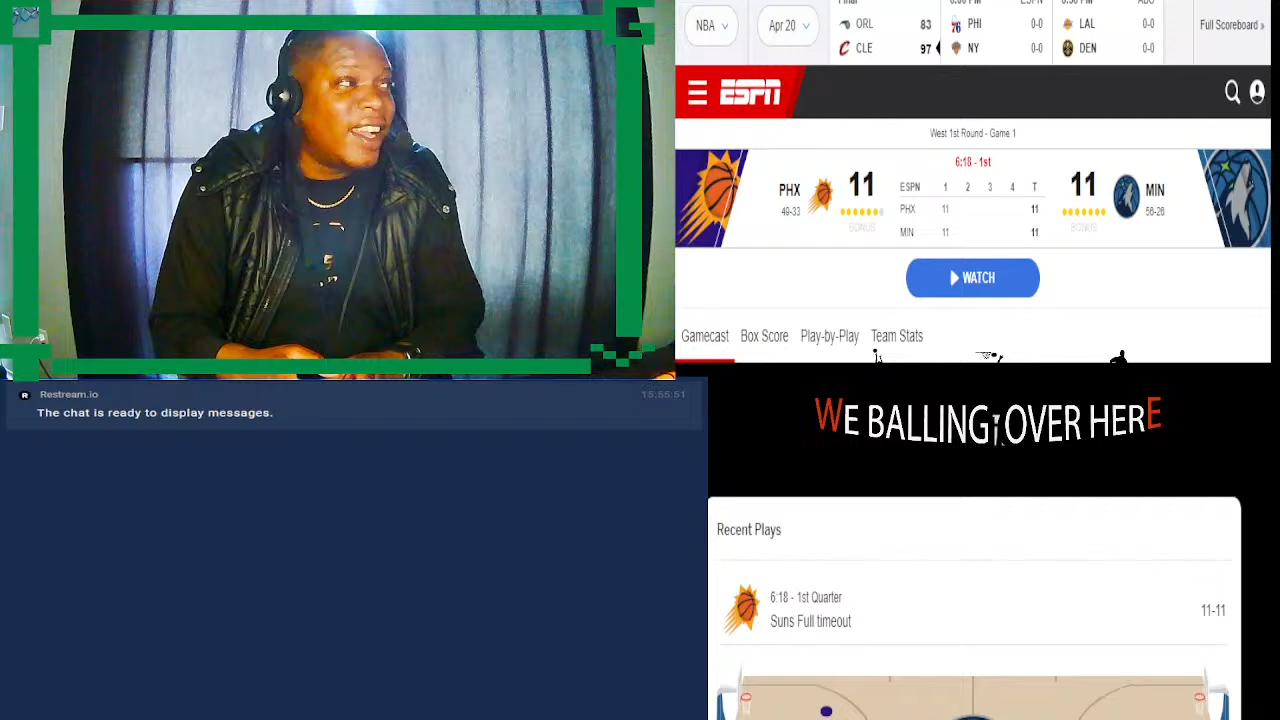 NBA
Apr 20
ORL 83
CLE 97
PHI 0-0
NY 0-0
LAL 0-0
DEN 0-0
Full Scoreboard »
ESPN
West 1st Round - Game 1
6:18 - 1st
PHX
49-33
11
BONUS
ESPN 1 2 3 4 T
PHX 11 11
MIN 11 11
11
BONUS
MIN
56-26
WATCH
Gamecast Box Score Play-by-Play Team Stats
R Restream.io 15:55:51
The chat is ready to display messages.
WE BALLING OVER HERE
Recent Plays
6:18 - 1st Quarter
Suns Full timeout
11-11